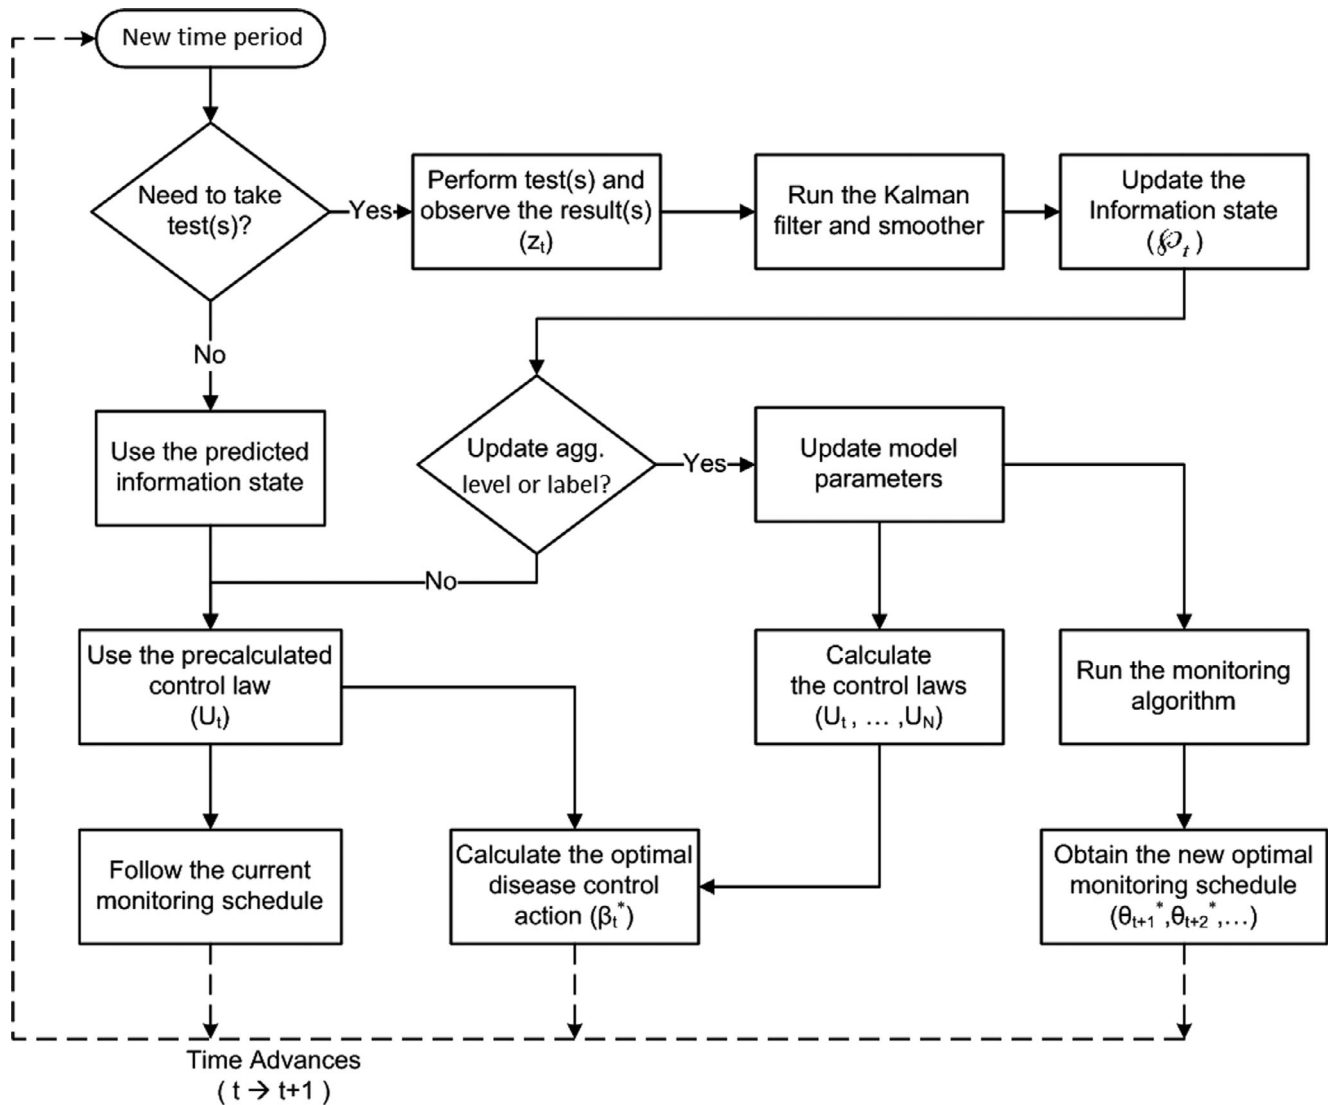 New time period
Need to take
test(s)?
Yes
Perform test(s) and
observe the result(s)
(zₜ)
Run the Kalman
filter and smoother
Update the
Information state
(℘ₜ)
No
Use the predicted
information state
Update agg.
level or label?
Yes
Update model
parameters
No
Use the precalculated
control law
(Uₜ)
Calculate
the control laws
(Uₜ , … ,U_N)
Run the monitoring
algorithm
Follow the current
monitoring schedule
Calculate the optimal
disease control
action (βₜ*)
Obtain the new optimal
monitoring schedule
(θₜ₊₁*,θₜ₊₂*,…)
Time Advances
( t → t+1 )